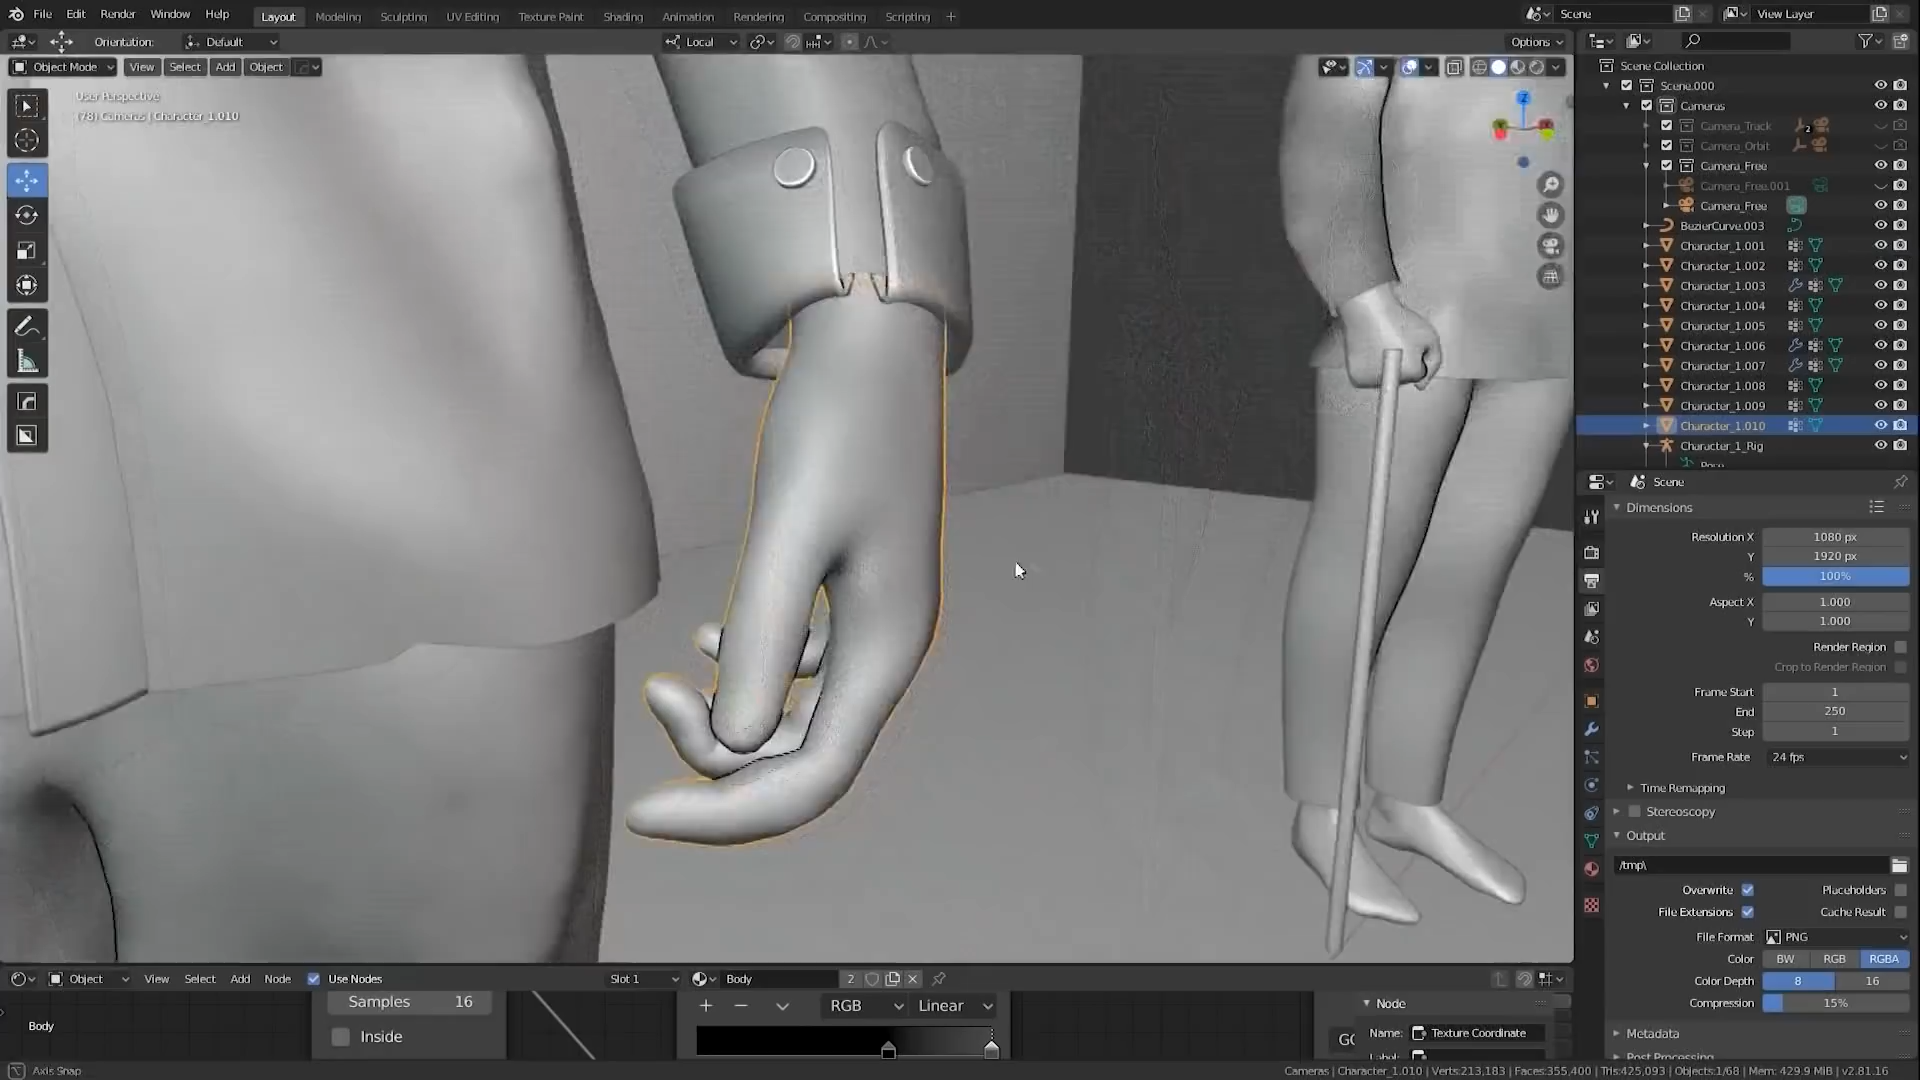 File Edit Render Window Help
Layout Modeling Sculpting UV Editing Texture Paint Shading Animation Rendering Compositing Scripting +
Scene
View Layer
Orientation: Default
Local
Options
Object Mode View Select Add Object
User Perspective
(78) Cameras | Character_1.010
Scene Collection
Scene.000
Cameras
Camera_Track 2
Camera_Orbit
Camera_Free
Camera_Free.001
Camera_Free
BezierCurve.003
Character_1.001
Character_1.002
Character_1.003
Character_1.004
Character_1.005
Character_1.006
Character_1.007
Character_1.008
Character_1.009
Character_1.010
Character_1_Rig
Z
Scene
Dimensions
Resolution X 1080 px
Y 1920 px
% 100%
Aspect X 1.000
Y 1.000
Render Region
Crop to Render Region
Frame Start 1
End 250
Step 1
Frame Rate 24 fps
Time Remapping
Stereoscopy
Output
/tmp\
Overwrite Placeholders
File Extensions Cache Result
File Format PNG
Color BW RGB RGBA
Color Depth 8 16
Compression 15%
Metadata
Post Processing
Object View Select Add Node Use Nodes Slot 1 Body 2
Samples 16
Inside
Body
RGB Linear
Node
Name: Texture Coordinate
Label:
Axis Snap
Cameras | Character_1.010 | Verts:213,183 | Faces:355,400 | Tris:425,093 | Objects:1/68 | Mem: 429.9 MiB | v2.81.16